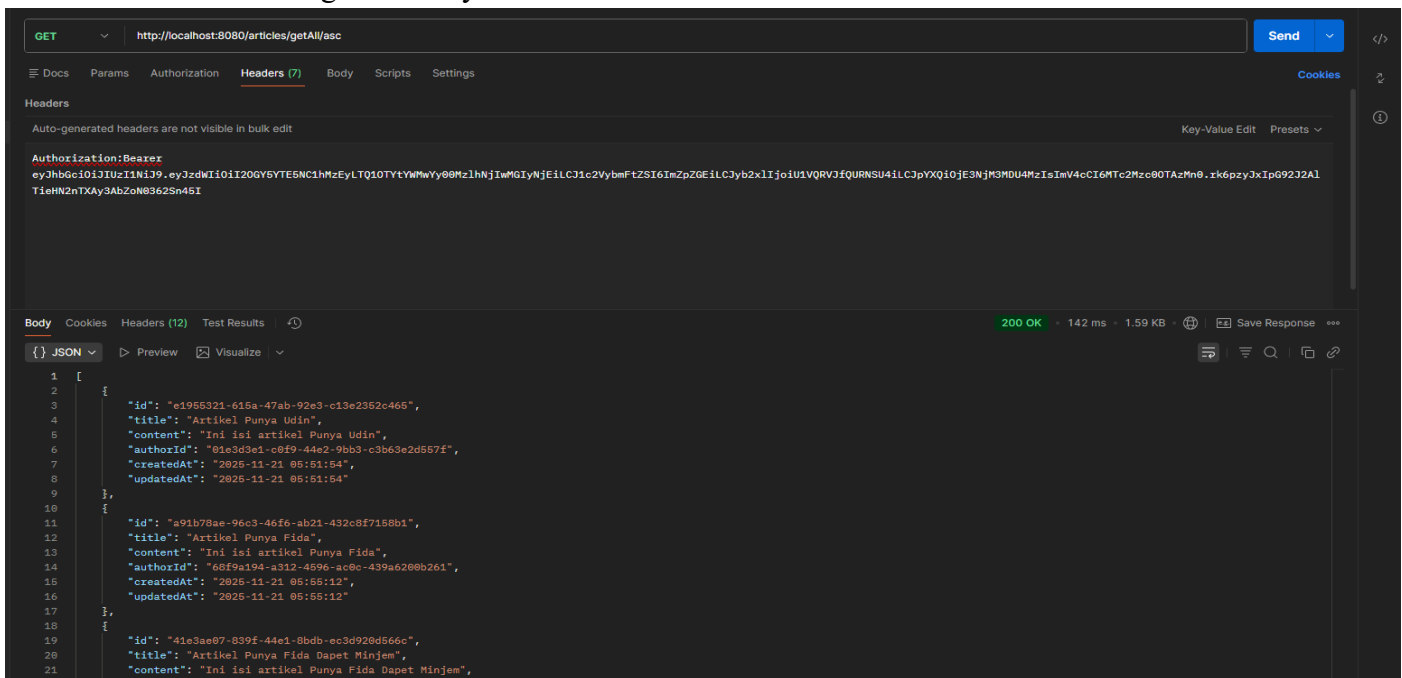 GET http://localhost:8080/articles/getAll/asc Send
Docs Params Authorization Headers (7) Body Scripts Settings Cookies
Headers
Auto-generated headers are not visible in bulk edit Key-Value Edit Presets
Authorization:Bearer
eyJhbGciOiJIUzI1NiJ9.eyJzdWIiOiI2OGY5YTE5NC1hMzEyLTQ1OTYtYWMwYy00MzlhNjIwMGIyNjEiLCJ1c2VybmFtZSI6ImZpZGEiLCJyb2xlIjoiU1VQRVJfQURNSU4iLCJpYXQiOjE3NjM3MDU4MzIsImV4cCI6MTc2Mzc0OTAzMn0.rk6pzyJxIpG92J2Al
TieHN2nTXAy3AbZoN0362Sn45I
Body Cookies Headers (12) Test Results 200 OK 142 ms 1.59 KB Save Response
{} JSON Preview Visualize
1 [
2 {
3 "id": "e1955321-615a-47ab-92e3-c13e2352c465",
4 "title": "Artikel Punya Udin",
5 "content": "Ini isi artikel Punya Udin",
6 "authorId": "01e3d3e1-c0f9-44e2-9bb3-c3b63e2d557f",
7 "createdAt": "2025-11-21 05:51:54",
8 "updatedAt": "2025-11-21 05:51:54"
9 },
10 {
11 "id": "a91b78ae-96c3-46f6-ab21-432c8f7158b1",
12 "title": "Artikel Punya Fida",
13 "content": "Ini isi artikel Punya Fida",
14 "authorId": "68f9a194-a312-4596-ac0c-439a6200b261",
15 "createdAt": "2025-11-21 05:55:12",
16 "updatedAt": "2025-11-21 05:55:12"
17 },
18 {
19 "id": "41e3ae07-839f-44e1-8bdb-ec3d920d566c",
20 "title": "Artikel Punya Fida Dapet Minjem",
21 "content": "Ini isi artikel Punya Fida Dapet Minjem",